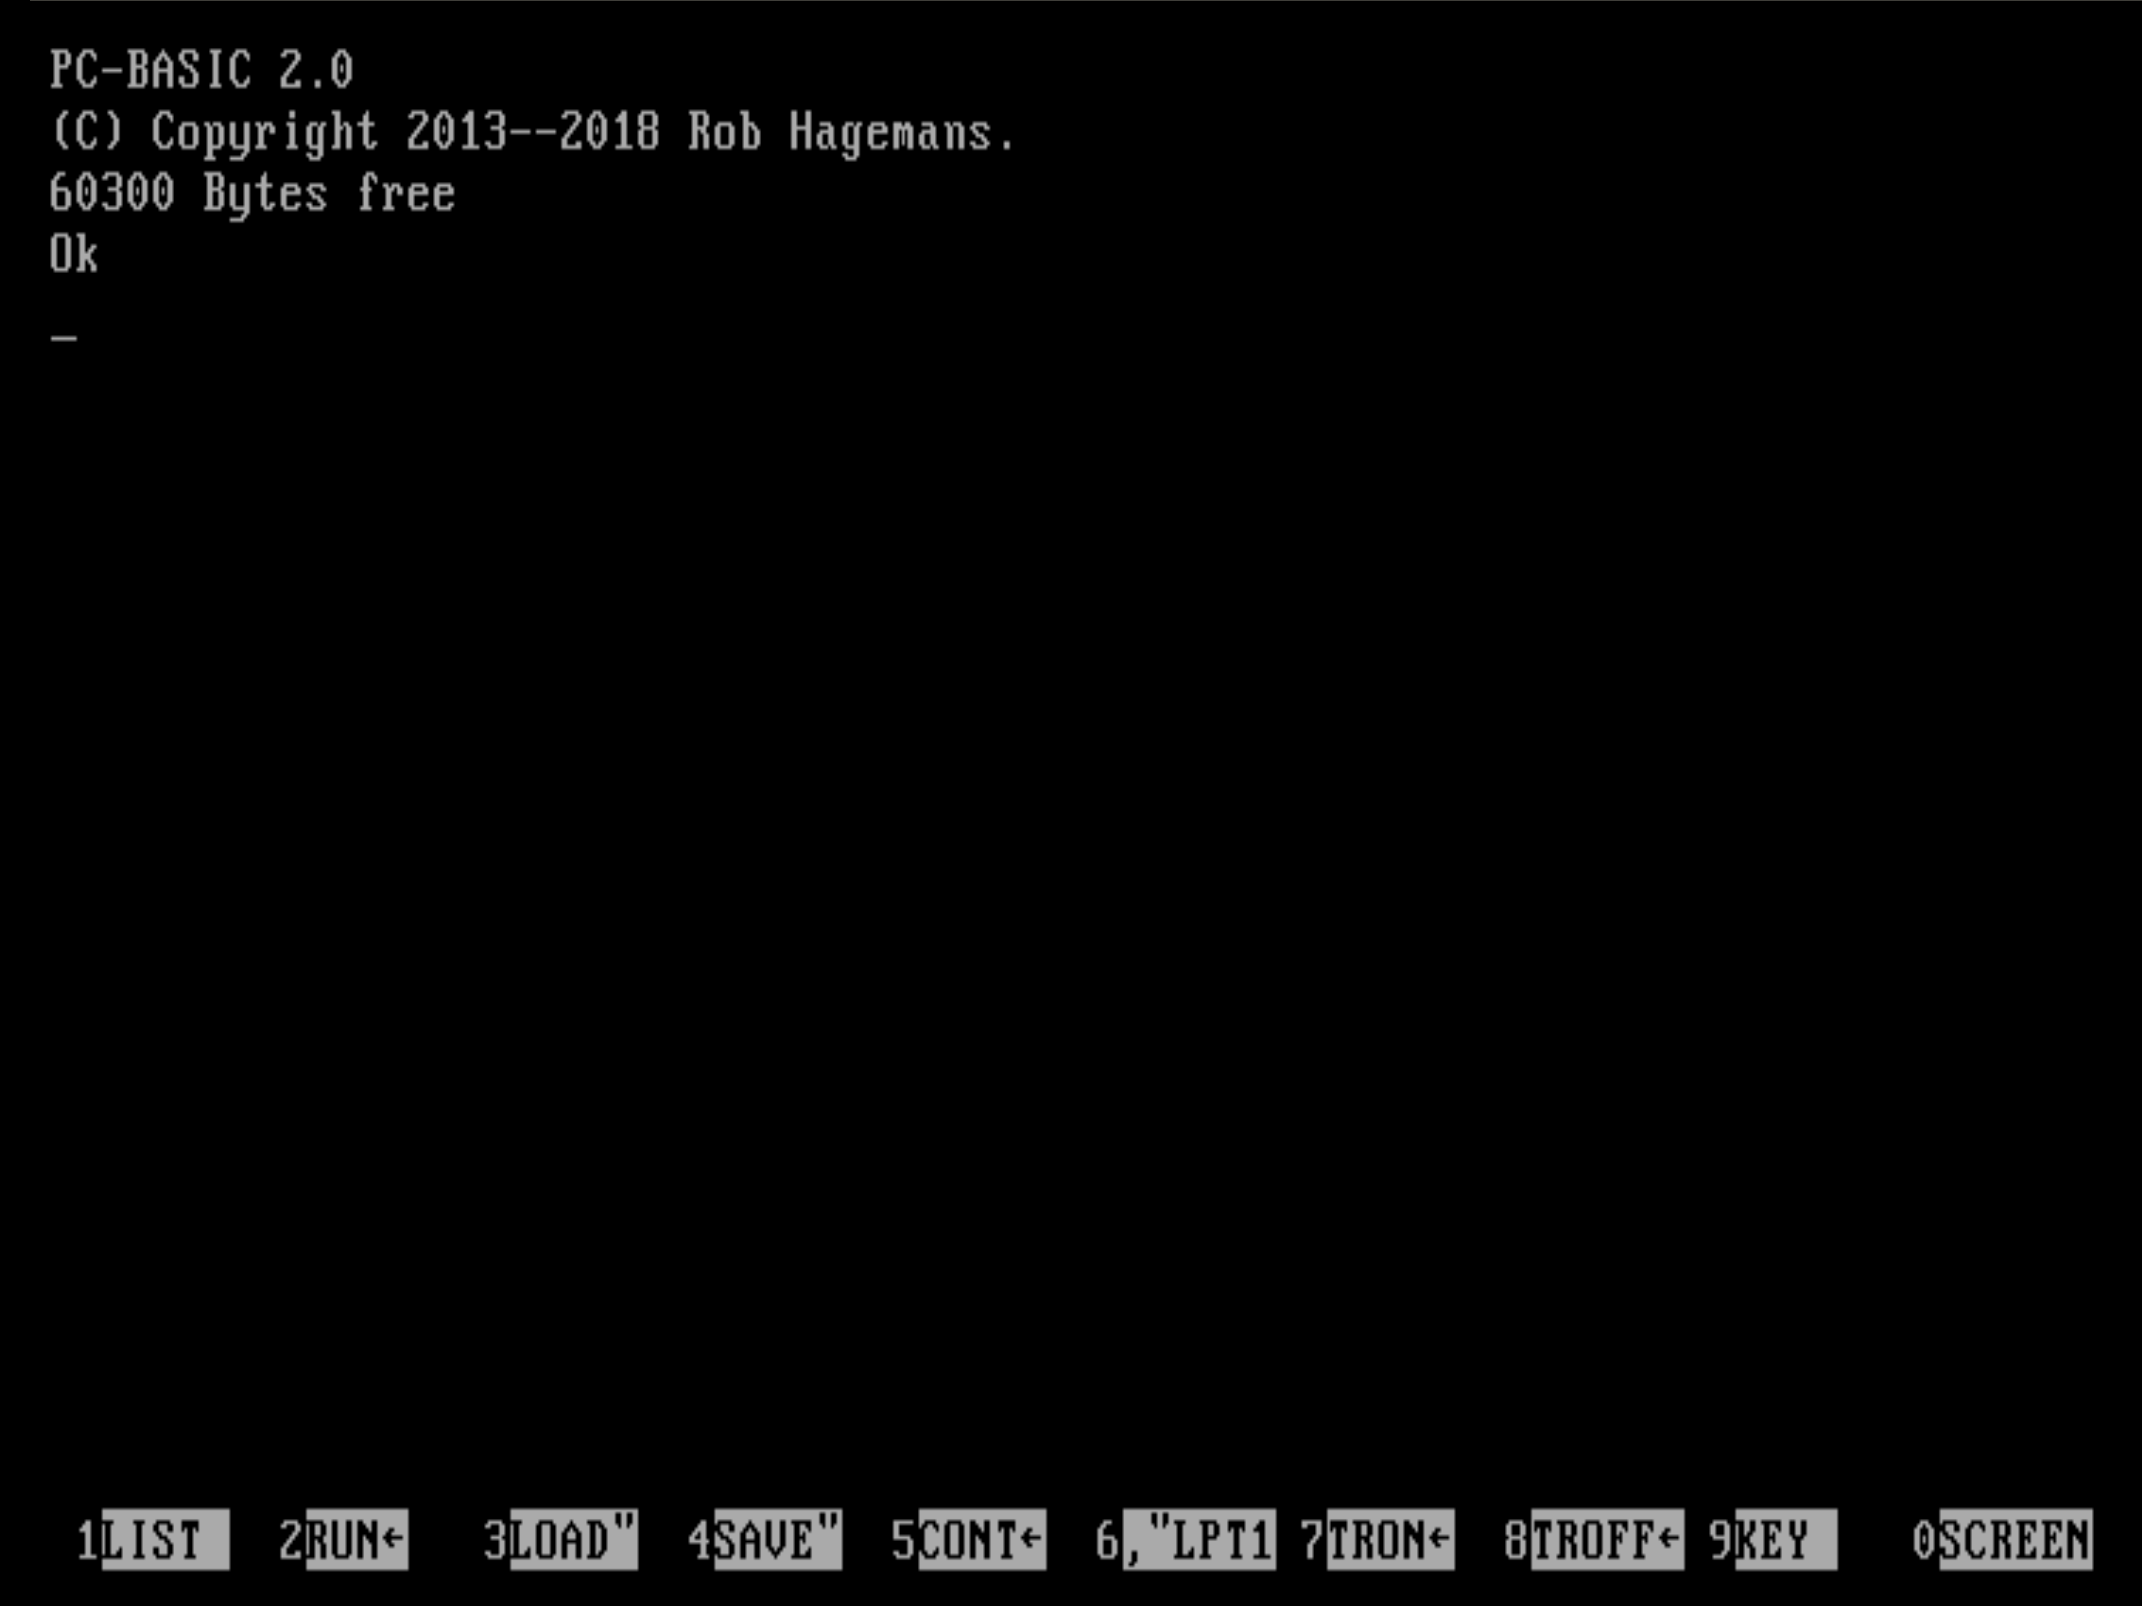 PC-BASIC 2.0
(C) Copyright 2013--2018 Rob Hagemans.
60300 Bytes free
Ok
_
1LIST 2RUN← 3LOAD" 4SAVE" 5CONT← 6,"LPT1 7TRON← 8TROFF← 9KEY 0SCREEN